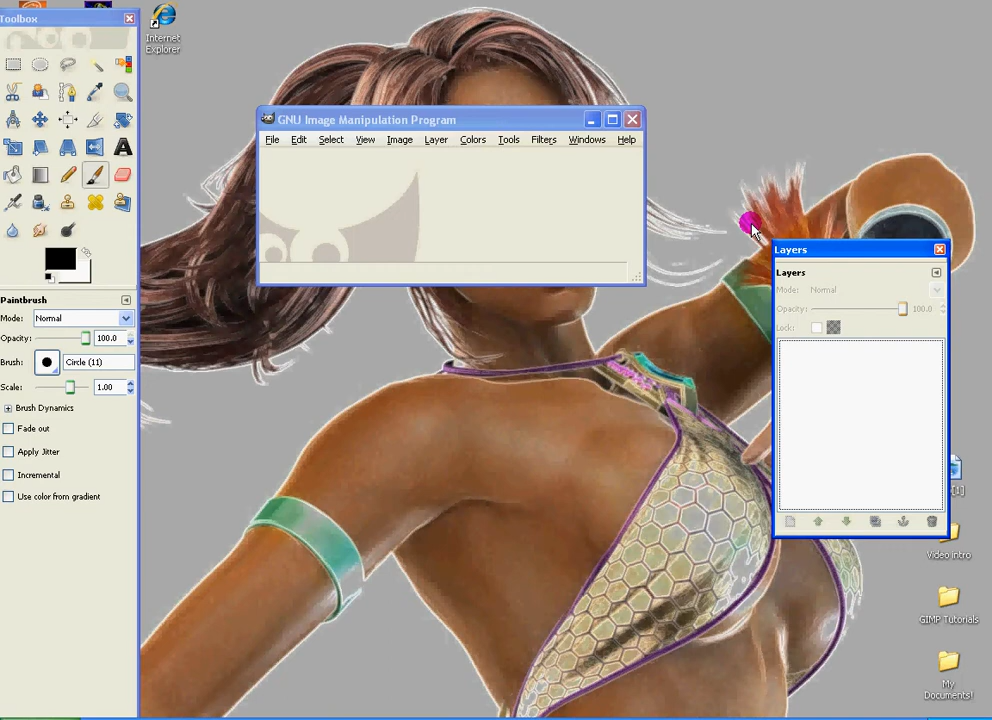 Toolbox
Internet
Explorer
GNU Image Manipulation Program
File Edit Select View Image Layer Colors Tools Filters Windows Help
Paintbrush
Mode: Normal
Opacity: 100.0
Brush: Circle (11)
Scale: 1.00
Brush Dynamics
Fade out
Apply Jitter
Incremental
Use color from gradient
Layers
Layers
Mode: Normal
Opacity: 100.0
Lock:
[1]
Video intro
GIMP Tutorials
My
Documents!